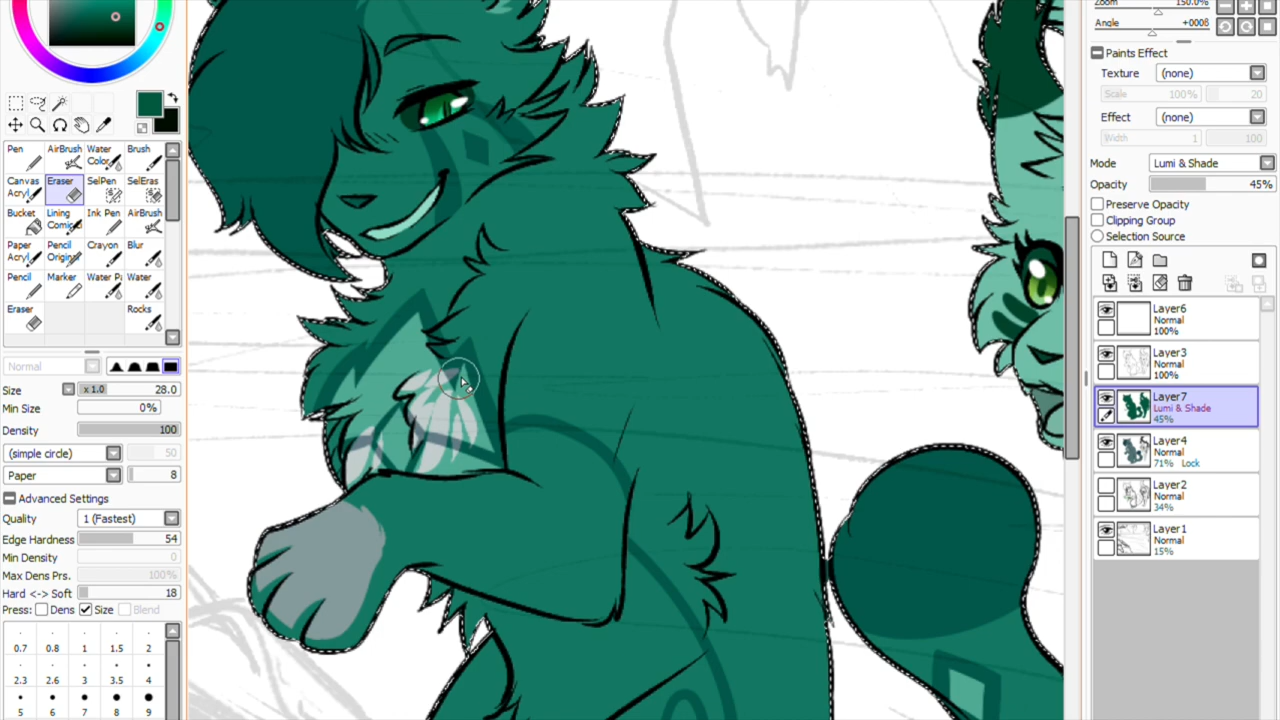 Zoom 150.0%
Angle +0008
Paints Effect
Texture (none)
Scale 100% 20
Effect (none)
Width 1 100
Mode Lumi & Shade
Opacity 45%
Preserve Opacity
Clipping Group
Selection Source
Pen AirBrush Water Color Brush
Canvas Acryl Eraser SelPen SelEras
Bucket Lining Comic Ink Pen AirBrush
Paper Acryl Pencil Origin Crayon Blur
Pencil Marker Water P Water
Eraser Rocks
Normal
Size x 1.0 28.0
Min Size 0%
Density 100
(simple circle) 50
Paper 8
Advanced Settings
Quality 1 (Fastest)
Edge Hardness 54
Min Density 0
Max Dens Prs. 100%
Hard <-> Soft 18
Press: Dens Size Blend
0.7 0.8 1 1.5 2
2.3 2.6 3 3.5 4
5 6 7 8 9
Layer6
Normal
100%
Layer3
Normal
100%
Layer7
Lumi & Shade
45%
Layer4
Normal
71% Lock
Layer2
Normal
34%
Layer1
Normal
15%